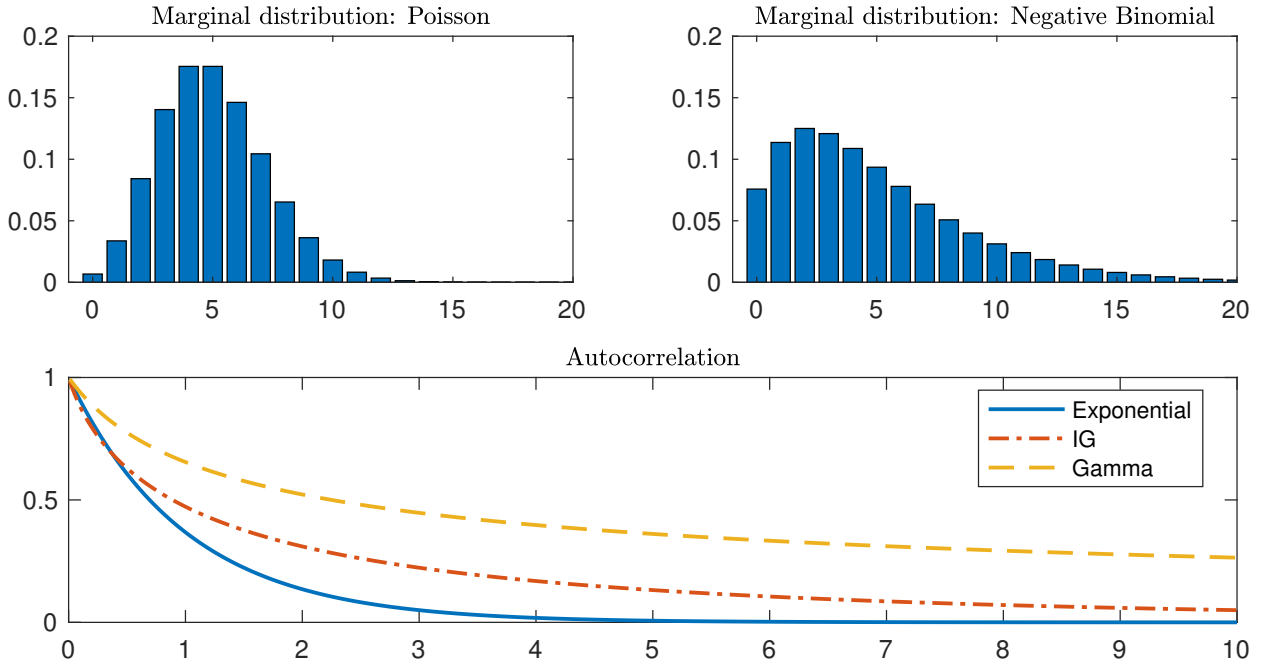 Marginal distribution: Poisson
0.2
0.15
0.1
0.05
0
0 5 10 15 20
Marginal distribution: Negative Binomial
0.2
0.15
0.1
0.05
0
0 5 10 15 20
Autocorrelation
1
0.5
0
0 1 2 3 4 5 6 7 8 9 10
Exponential
IG
Gamma